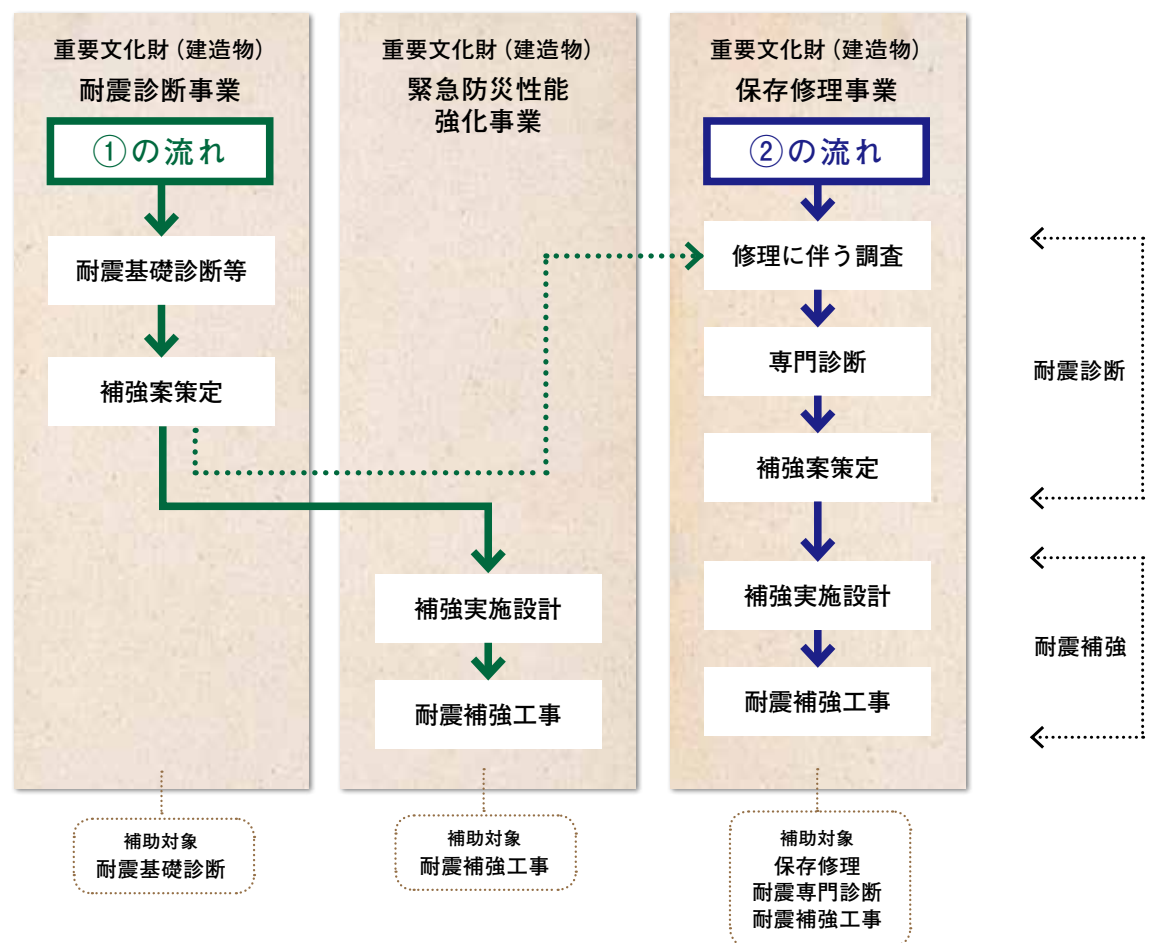 重要文化財（建造物）
耐震診断事業
①の流れ
耐震基礎診断等
補強案策定
補助対象
耐震基礎診断
重要文化財（建造物）
緊急防災性能
強化事業
補強実施設計
耐震補強工事
補助対象
耐震補強工事
重要文化財（建造物）
保存修理事業
②の流れ
修理に伴う調査
専門診断
補強案策定
補強実施設計
耐震補強工事
補助対象
保存修理
耐震専門診断
耐震補強工事
耐震診断
耐震補強